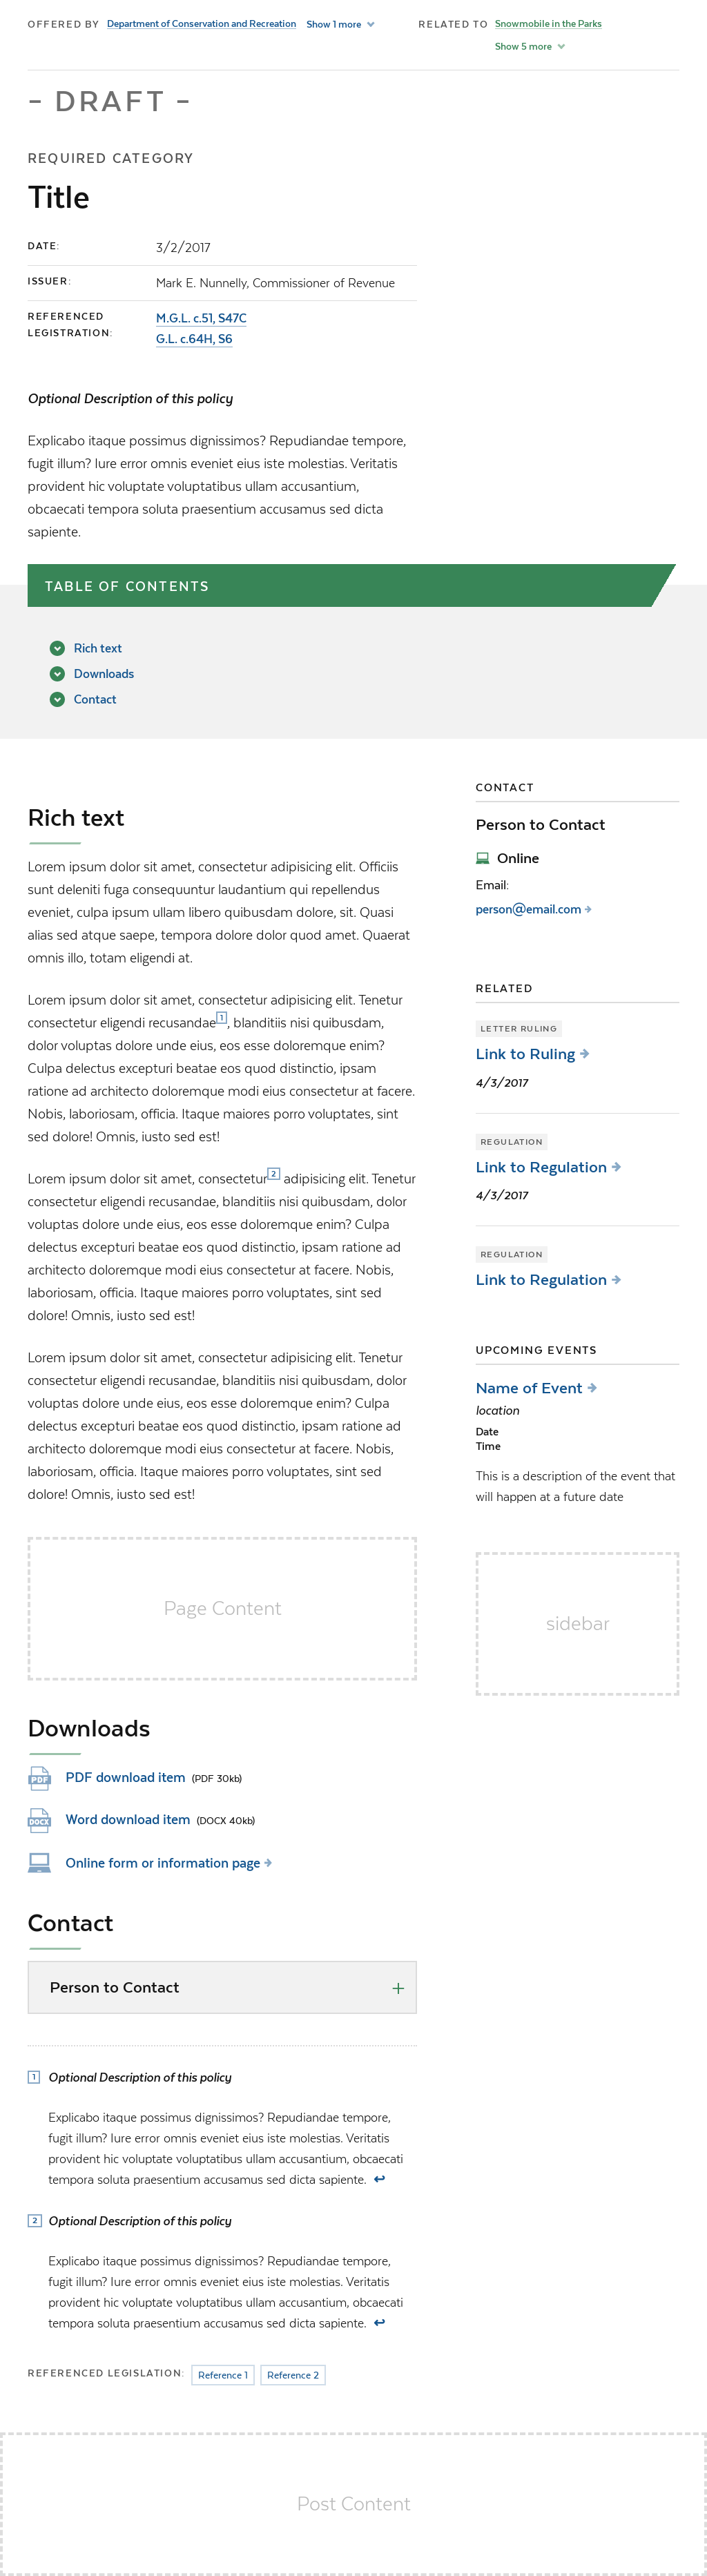 OFFERED BY Department of Conservation and Recreation Show 1 more
RELATED TO Snowmobile in the Parks
Show 5 more
– DRAFT –
REQUIRED CATEGORY
Title
DATE: 3/2/2017
ISSUER: Mark E. Nunnelly, Commissioner of Revenue
REFERENCED
LEGISTRATION:
M.G.L. c.51, S47C
G.L. c.64H, S6
Optional Description of this policy
Explicabo itaque possimus dignissimos? Repudiandae tempore,
fugit illum? Iure error omnis eveniet eius iste molestias. Veritatis
provident hic voluptate voluptatibus ullam accusantium,
obcaecati tempora soluta praesentium accusamus sed dicta
sapiente.
TABLE OF CONTENTS
Rich text
Downloads
Contact
Rich text
Lorem ipsum dolor sit amet, consectetur adipisicing elit. Officiis
sunt deleniti fuga consequuntur laudantium qui repellendus
eveniet, culpa ipsum ullam libero quibusdam dolore, sit. Quasi
alias sed atque saepe, tempora dolore dolor quod amet. Quaerat
omnis illo, totam eligendi at.
Lorem ipsum dolor sit amet, consectetur adipisicing elit. Tenetur
consectetur eligendi recusandae1, blanditiis nisi quibusdam,
dolor voluptas dolore unde eius, eos esse doloremque enim?
Culpa delectus excepturi beatae eos quod distinctio, ipsam
ratione ad architecto doloremque modi eius consectetur at facere.
Nobis, laboriosam, officia. Itaque maiores porro voluptates, sint
sed dolore! Omnis, iusto sed est!
Lorem ipsum dolor sit amet, consectetur2 adipisicing elit. Tenetur
consectetur eligendi recusandae, blanditiis nisi quibusdam, dolor
voluptas dolore unde eius, eos esse doloremque enim? Culpa
delectus excepturi beatae eos quod distinctio, ipsam ratione ad
architecto doloremque modi eius consectetur at facere. Nobis,
laboriosam, officia. Itaque maiores porro voluptates, sint sed
dolore! Omnis, iusto sed est!
Lorem ipsum dolor sit amet, consectetur adipisicing elit. Tenetur
consectetur eligendi recusandae, blanditiis nisi quibusdam, dolor
voluptas dolore unde eius, eos esse doloremque enim? Culpa
delectus excepturi beatae eos quod distinctio, ipsam ratione ad
architecto doloremque modi eius consectetur at facere. Nobis,
laboriosam, officia. Itaque maiores porro voluptates, sint sed
dolore! Omnis, iusto sed est!
Page Content
Downloads
PDF PDF download item (PDF 30kb)
DOCX Word download item (DOCX 40kb)
Online form or information page
Contact
Person to Contact
1 Optional Description of this policy
Explicabo itaque possimus dignissimos? Repudiandae tempore,
fugit illum? Iure error omnis eveniet eius iste molestias. Veritatis
provident hic voluptate voluptatibus ullam accusantium, obcaecati
tempora soluta praesentium accusamus sed dicta sapiente. ↩
2 Optional Description of this policy
Explicabo itaque possimus dignissimos? Repudiandae tempore,
fugit illum? Iure error omnis eveniet eius iste molestias. Veritatis
provident hic voluptate voluptatibus ullam accusantium, obcaecati
tempora soluta praesentium accusamus sed dicta sapiente. ↩
REFERENCED LEGISLATION: Reference 1 Reference 2
CONTACT
Person to Contact
Online
Email:
person@email.com
RELATED
LETTER RULING
Link to Ruling
4/3/2017
REGULATION
Link to Regulation
4/3/2017
REGULATION
Link to Regulation
UPCOMING EVENTS
Name of Event
location
Date
Time
This is a description of the event that
will happen at a future date
sidebar
Post Content